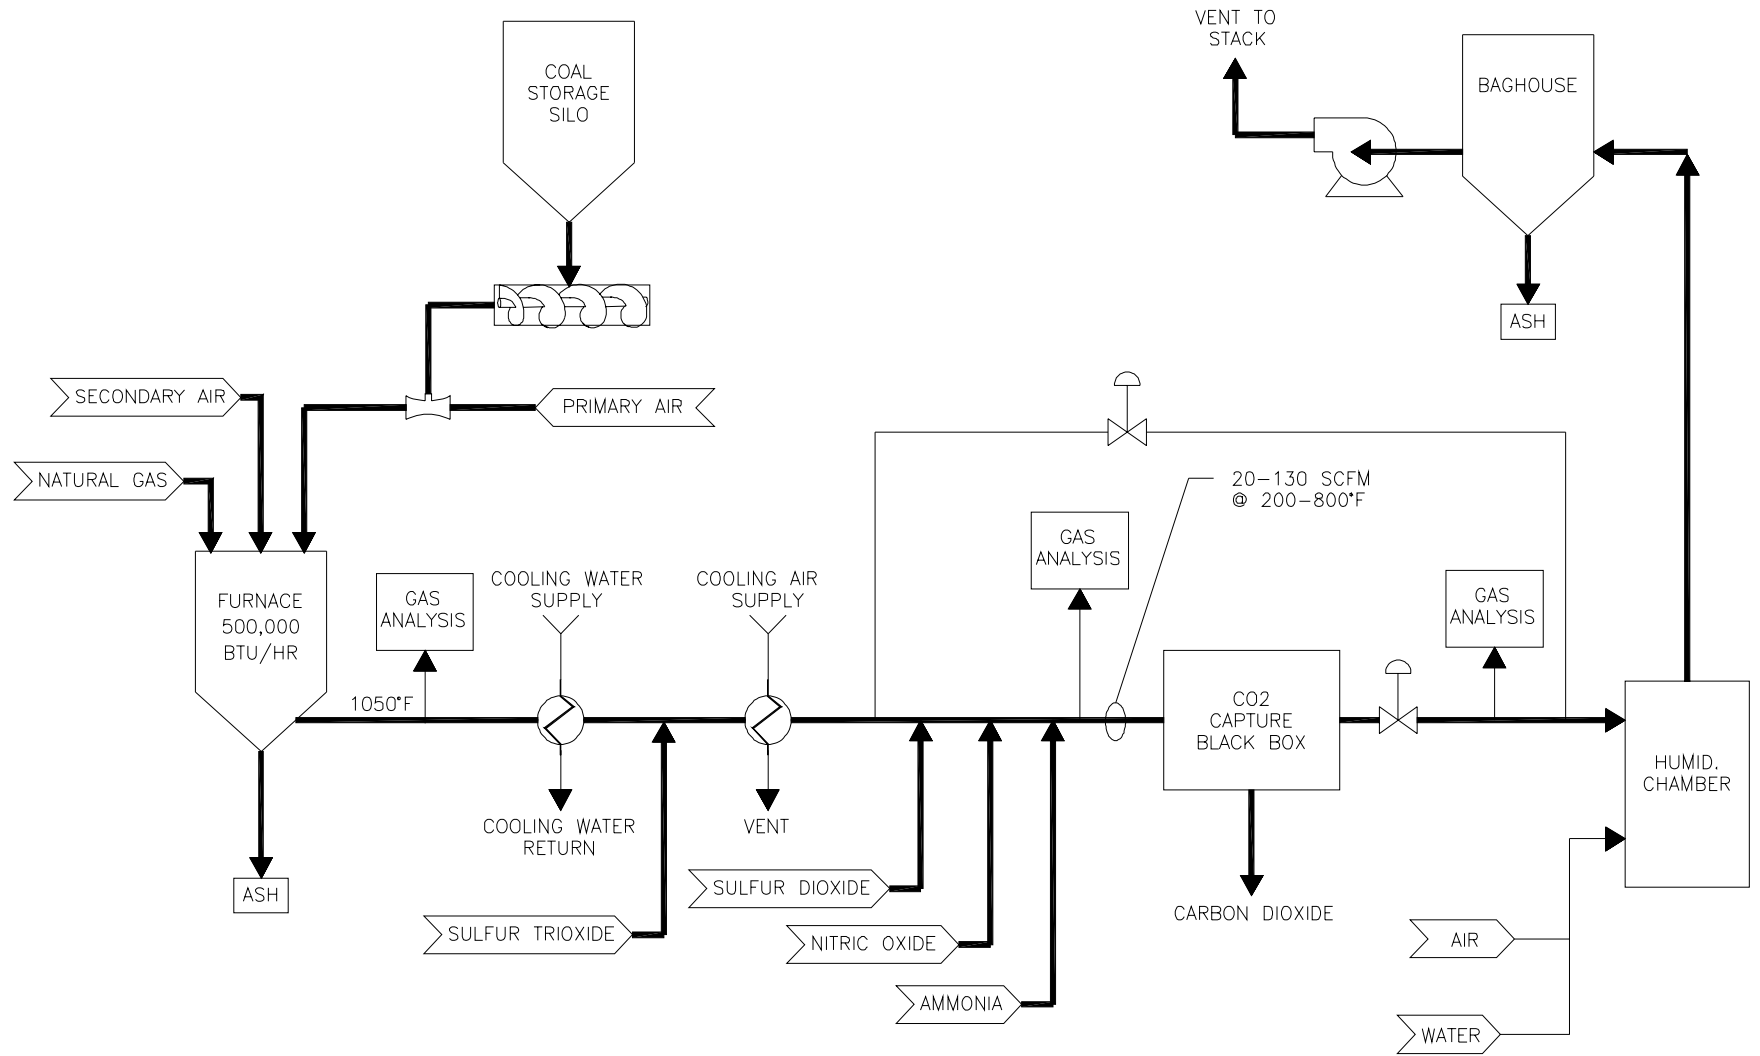 VENT TO
STACK
COAL
STORAGE
SILO
BAGHOUSE
ASH
SECONDARY AIR
PRIMARY AIR
NATURAL GAS
20-130 SCFM
@ 200-800°F
GAS
ANALYSIS
COOLING WATER
SUPPLY
COOLING AIR
SUPPLY
GAS
ANALYSIS
GAS
ANALYSIS
FURNACE
500,000
BTU/HR
1050°F
CO2
CAPTURE
BLACK BOX
HUMID.
CHAMBER
COOLING WATER
RETURN
VENT
ASH
SULFUR DIOXIDE
CARBON DIOXIDE
SULFUR TRIOXIDE
NITRIC OXIDE
AIR
AMMONIA
WATER